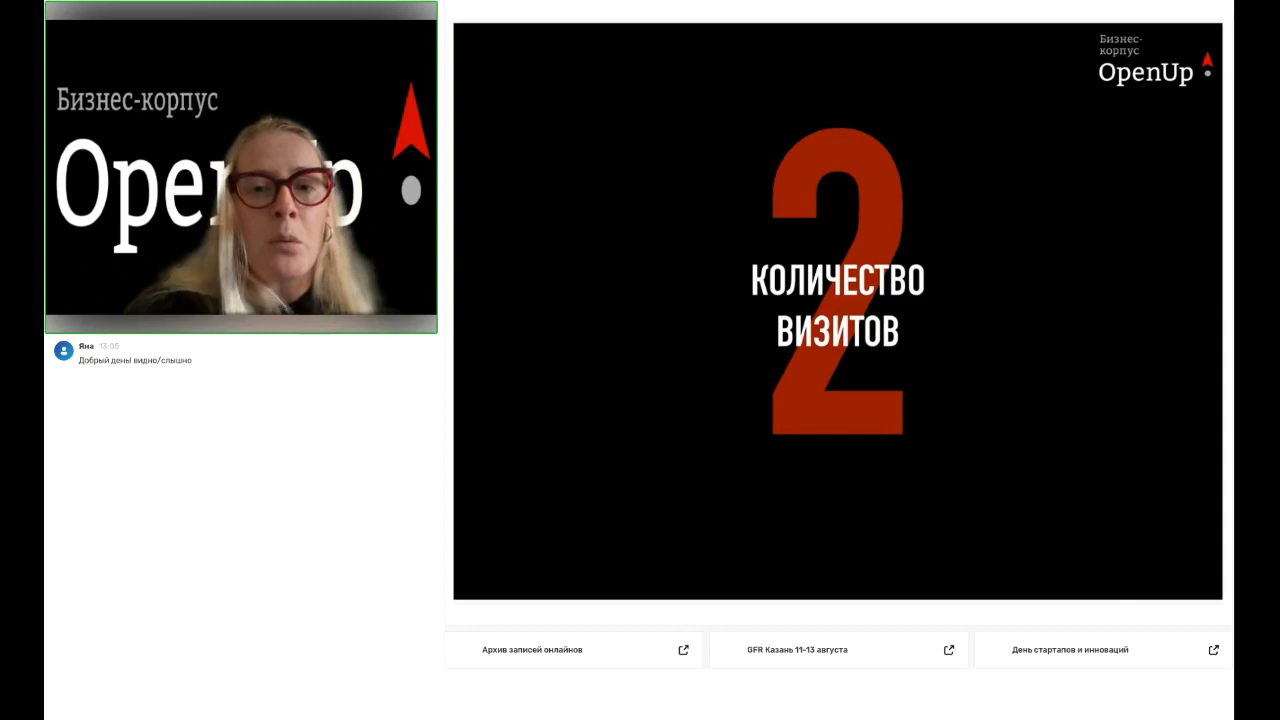 Бизнес-корпус
OpenUp
Яна 13:05
Добрый день! видно/слышно
Бизнес-
корпус
OpenUp
2
КОЛИЧЕСТВО
ВИЗИТОВ
Архив записей онлайнов
GFR Казань 11-13 августа
День стартапов и инноваций